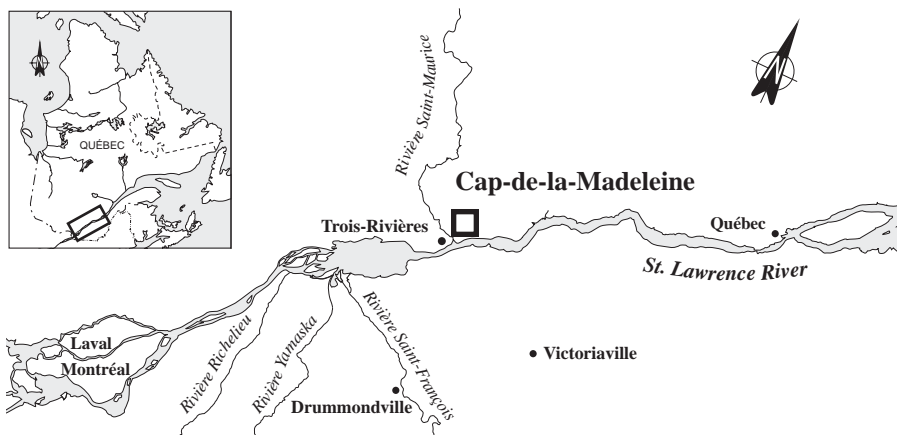 N
QUÉBEC
N
Rivière Saint-Maurice
Cap-de-la-Madeleine
Trois-Rivières
Québec
St. Lawrence River
Laval
Montréal
Rivière Richelieu
Rivière Yamaska
Rivière Saint-François
Victoriaville
Drummondville